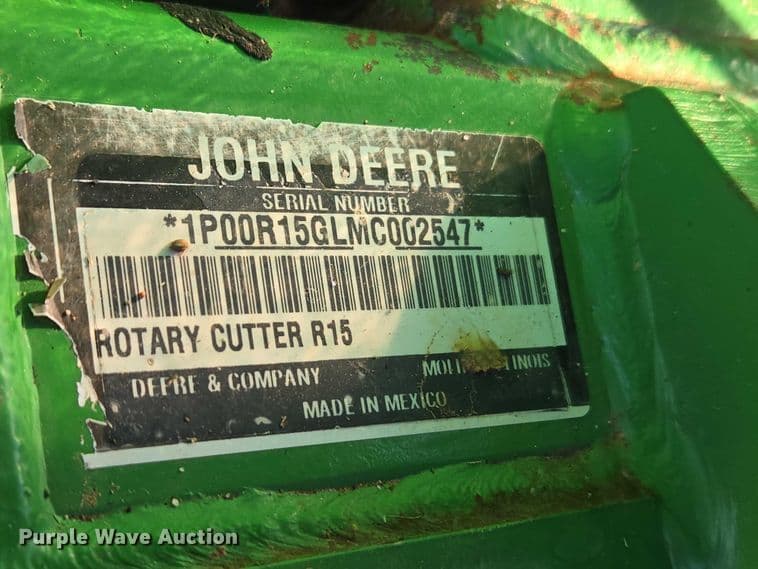 JOHN DEERE
SERIAL NUMBER
*1P00R15GLMC002547*
ROTARY CUTTER R15
DEERE & COMPANY
MADE IN MEXICO
Purple Wave Auction